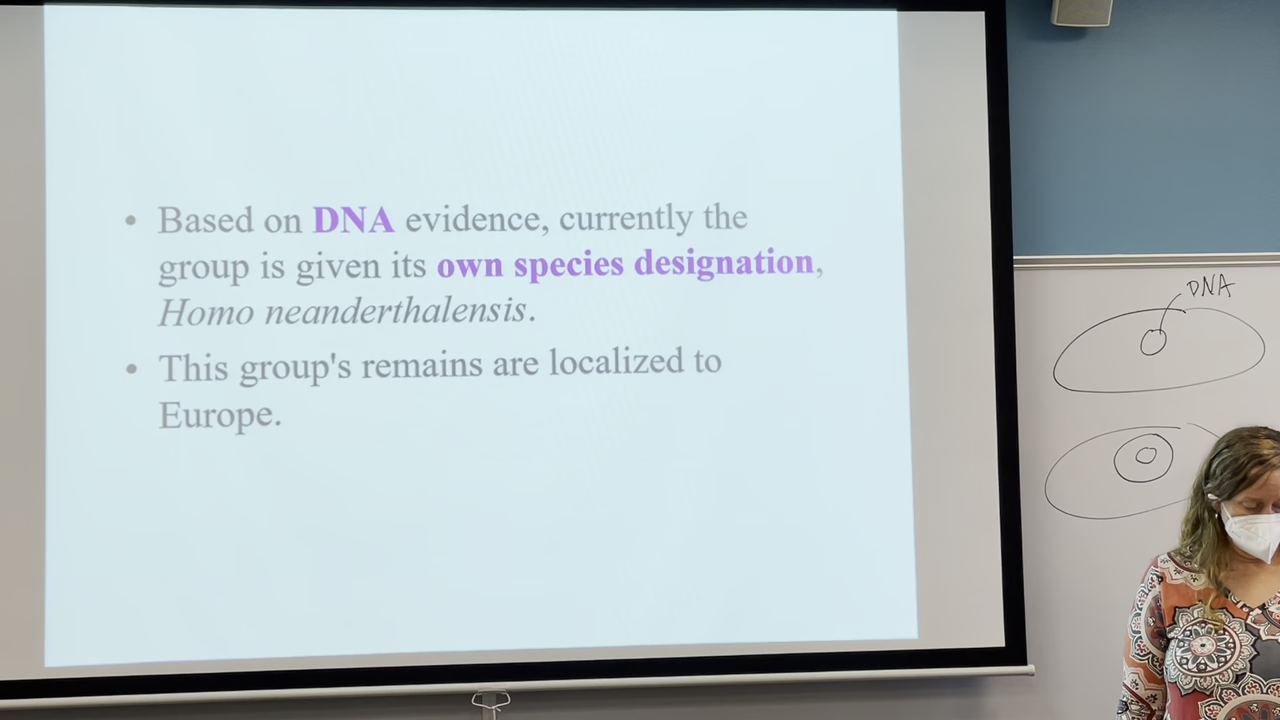 • Based on DNA evidence, currently the
group is given its own species designation,
Homo neanderthalensis.
• This group's remains are localized to
Europe.
DNA